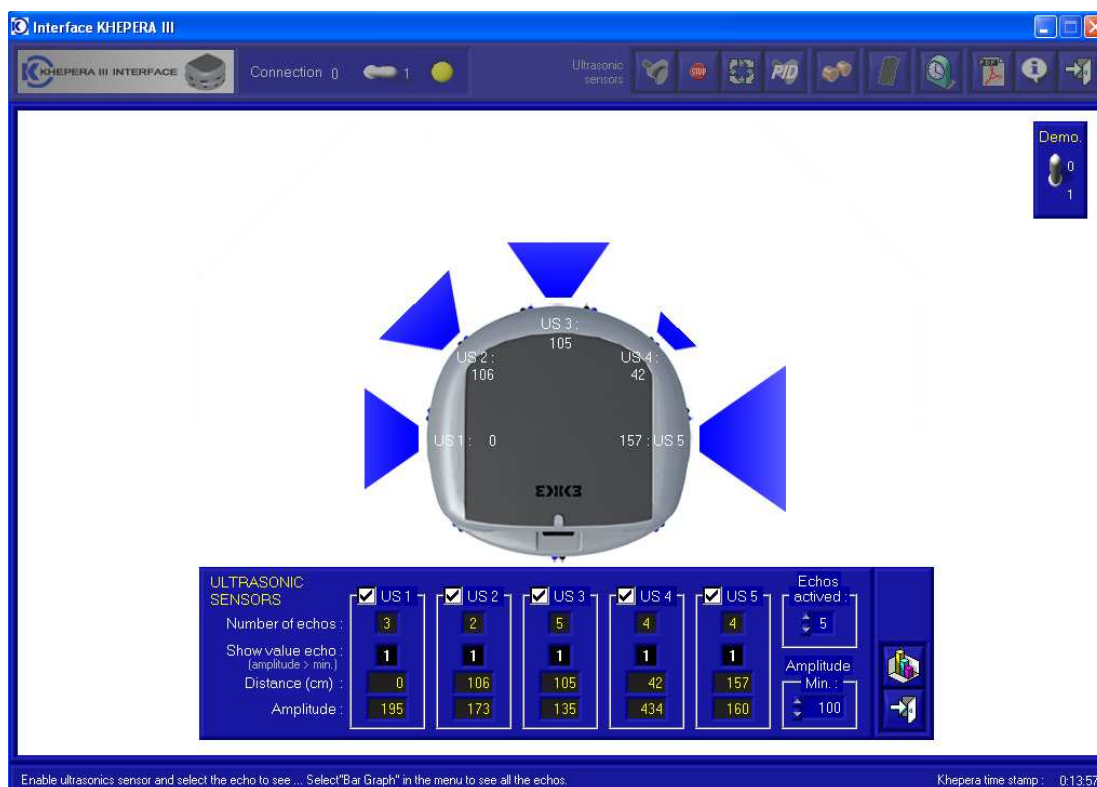 Interface KHEPERA III
KHEPERA III INTERFACE
Connection 0 1
Ultrasonic
sensors
STOP
PID
PDF
Demo.
0
1
US 3 :
105
US 2 :
106
US 4 :
42
US 1 : 0
157 : US 5
ULTRASONIC
SENSORS
US 1 US 2 US 3 US 4 US 5
Echos
actived :
Number of echos : 3 2 5 4 4 5
Show value echo : 1 1 1 1 1
(amplitude > min.)
Amplitude
Min. :
Distance (cm) : 0 106 105 42 157
Amplitude : 195 173 135 434 160 100
Enable ultrasonics sensor and select the echo to see ... Select"Bar Graph" in the menu to see all the echos.
Khepera time stamp : 0:13:57